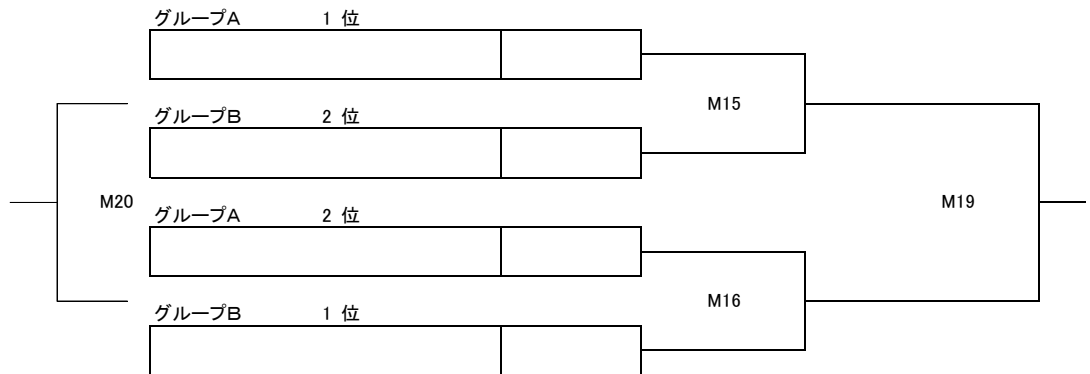 グループA 1 位
M15
グループB 2 位
M20
M19
グループA 2 位
M16
グループB 1 位